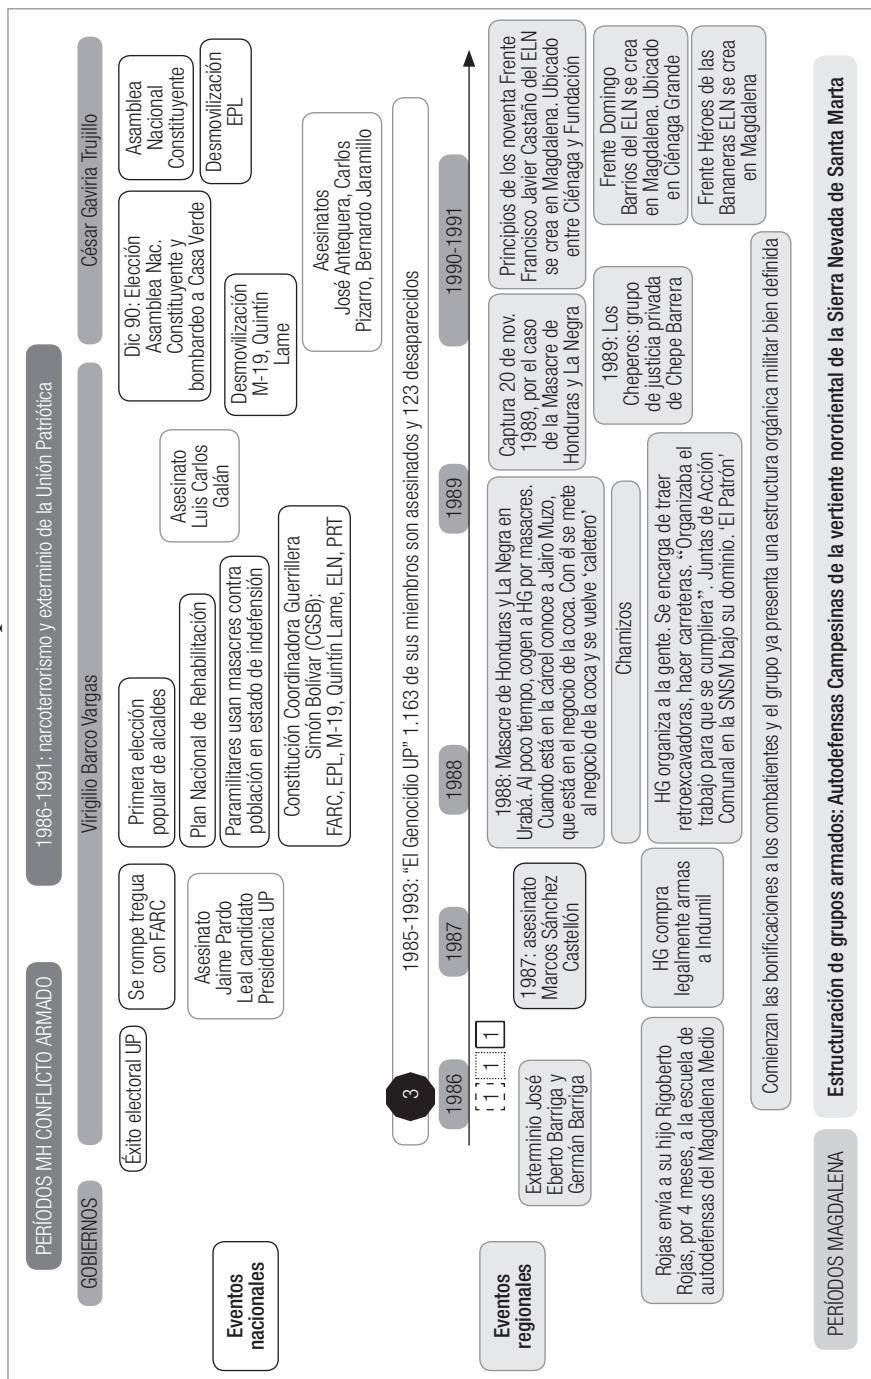 PERÍODOS MH CONFLICTO ARMADO
1986-1991: narcoterrorismo y exterminio de la Unión Patriótica
GOBIERNOS
Virigilio Barco Vargas
César Gaviria Trujillo
Eventos
nacionales
Éxito electoral UP
Se rompe tregua
con FARC
Asesinato
Jaime Pardo
Leal candidato
Presidencia UP
Primera elección
popular de alcaldes
Plan Nacional de Rehabilitación
Paramilitares usan masacres contra
población en estado de indefensión
Constitución Coordinadora Guerrillera
Simón Bolívar (CGSB):
FARC, EPL, M-19, Quintín Lame, ELN, PRT
Asesinato
Luis Carlos
Galán
Dic 90: Elección
Asamblea Nac.
Constituyente y
bombardeo a Casa Verde
Desmovilización
M-19, Quintín
Lame
Asamblea
Nacional
Constituyente
Desmovilización
EPL
Asesinatos
José Antequera, Carlos
Pizarro, Bernardo Jaramillo
3
1985-1993: “El Genocidio UP” 1.163 de sus miembros son asesinados y 123 desaparecidos
1986
1987
1988
1989
1990-1991
1
1
1
Eventos
regionales
Exterminio José
Eberto Barriga y
Germán Barriga
1987: asesinato
Marcos Sánchez
Castellón
1988: Masacre de Honduras y La Negra en
Urabá. Al poco tiempo, cogen a HG por masacres.
Cuando está en la cárcel conoce a Jairo Muzo,
que está en el negocio de la coca. Con él se mete
al negocio de la coca y se vuelve ‘caletero’
Captura 20 de nov.
1989, por el caso
de la Masacre de
Honduras y La Negra
Principios de los noventa Frente
Francisco Javier Castaño del ELN
se crea en Magdalena. Ubicado
entre Ciénaga y Fundación
Chamizos
1989: Los
Cheperos: grupo
de justicia privada
de Chepe Barrera
Frente Domingo
Barrios del ELN se crea
en Magdalena. Ubicado
en Ciénaga Grande
Rojas envía a su hijo Rigoberto
Rojas, por 4 meses, a la escuela de
autodefensas del Magdalena Medio
HG compra
legalmente armas
a Indumil
HG organiza a la gente. Se encarga de traer
retroexcavadoras, hacer carreteras. “Organizaba el
trabajo para que se cumpliera”. Juntas de Acción
Comunal en la SNSM bajo su dominio. ‘El Patrón’
Frente Héroes de las
Bananeras ELN se crea
en Magdalena
Comienzan las bonificaciones a los combatientes y el grupo ya presenta una estructura orgánica militar bien definida
PERÍODOS MAGDALENA
Estructuración de grupos armados: Autodefensas Campesinas de la vertiente nororiental de la Sierra Nevada de Santa Marta